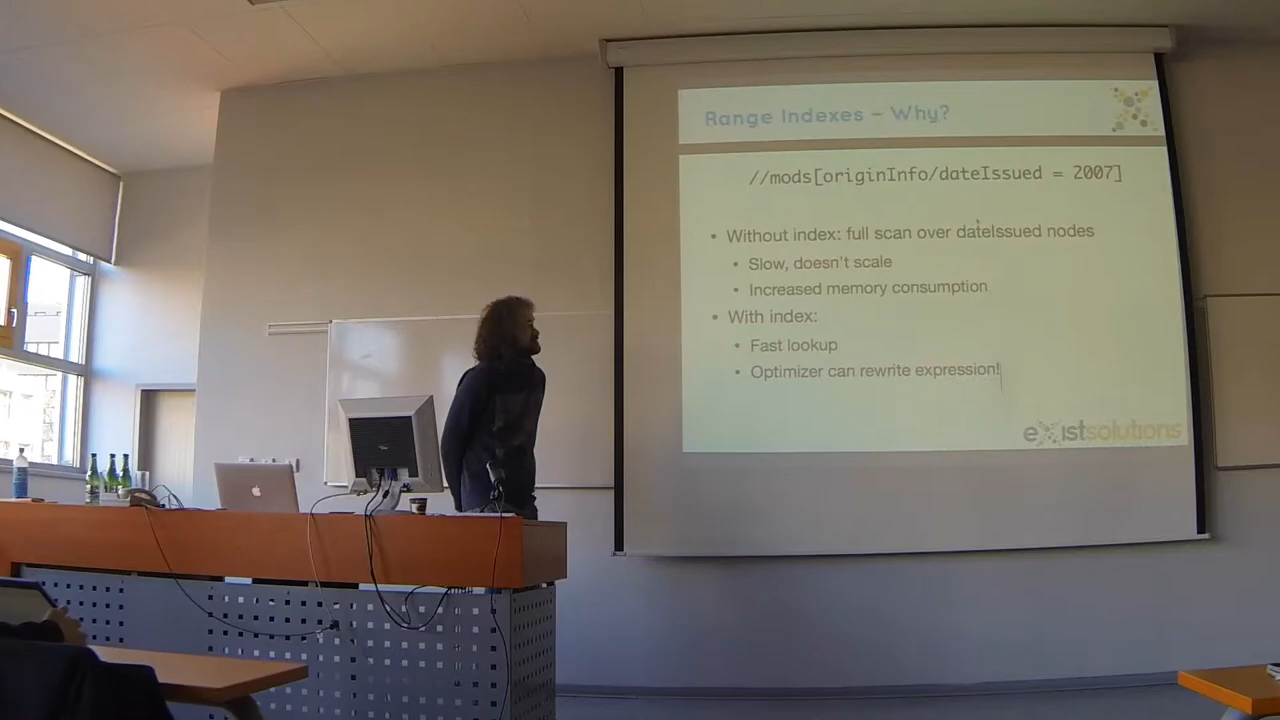 Range Indexes – Why?
//mods[originInfo/dateIssued = 2007]
• Without index: full scan over dateIssued nodes
• Slow, doesn't scale
• Increased memory consumption
• With index:
• Fast lookup
• Optimizer can rewrite expression!
eXistsolutions